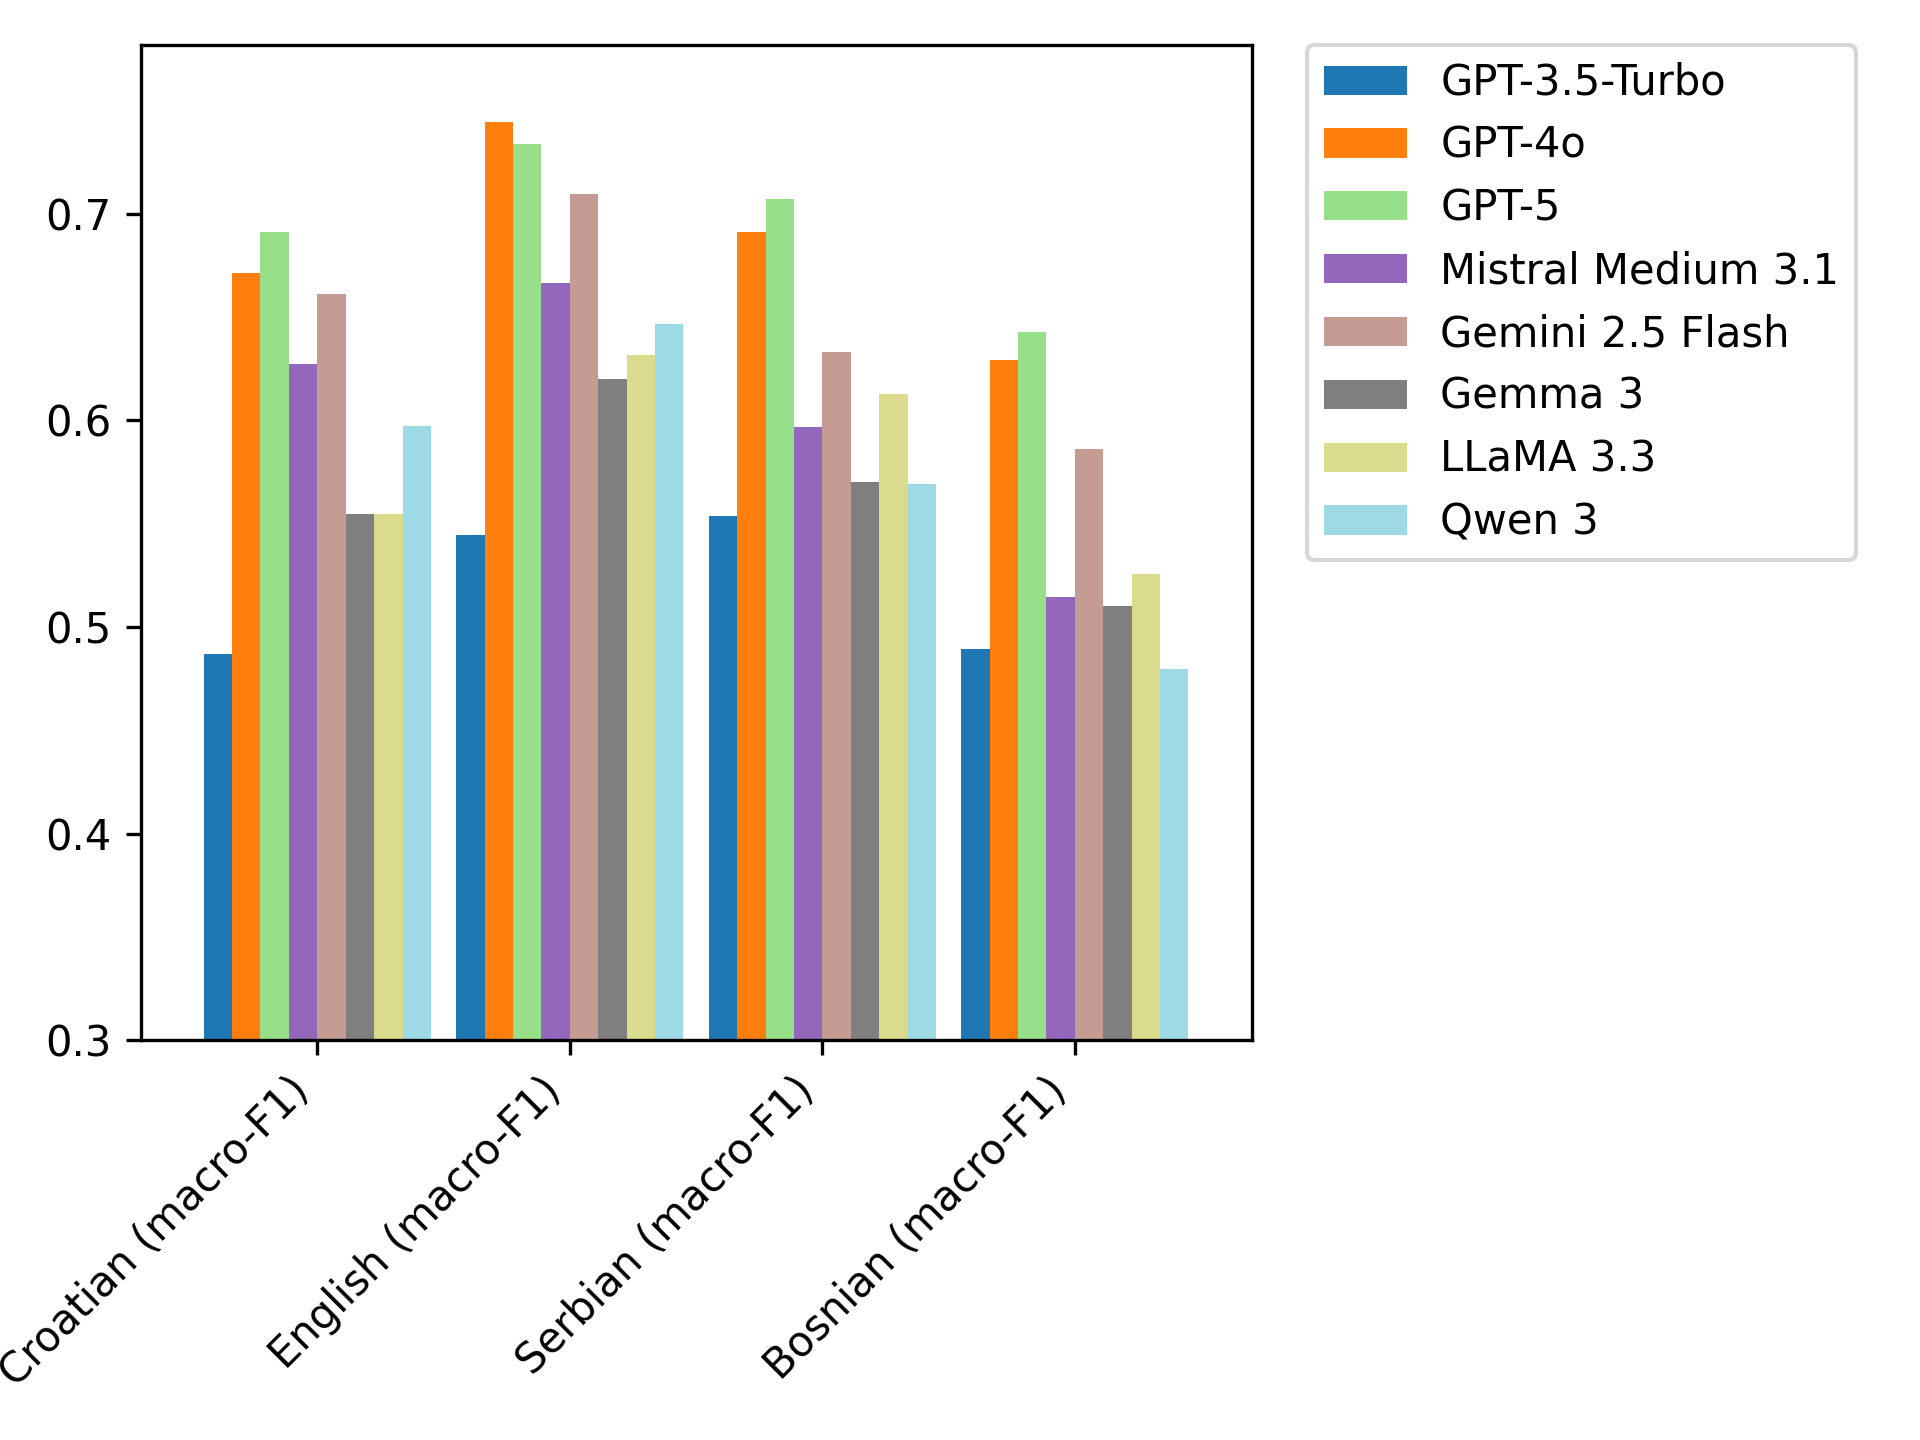 0.7
0.6
0.5
0.4
0.3
Croatian (macro-F1)
English (macro-F1)
Serbian (macro-F1)
Bosnian (macro-F1)
GPT-3.5-Turbo
GPT-4o
GPT-5
Mistral Medium 3.1
Gemini 2.5 Flash
Gemma 3
LLaMA 3.3
Qwen 3